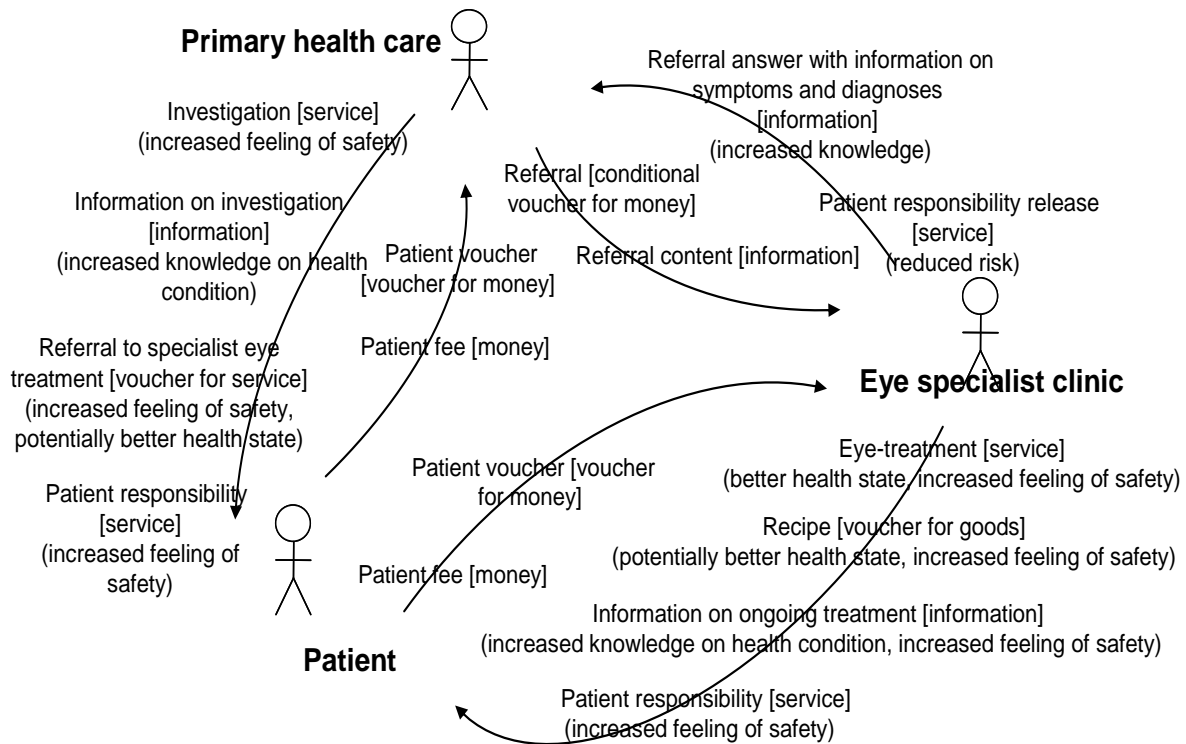 Primary health care
Referral answer with information on
symptoms and diagnoses
[information]
(increased knowledge)
Investigation [service]
(increased feeling of safety)
Referral [conditional
voucher for money]
Information on investigation
[information]
(increased knowledge on health
condition)
Patient voucher
[voucher for money]
Referral content [information]
Patient responsibility release
[service]
(reduced risk)
Referral to specialist eye
treatment [voucher for service]
(increased feeling of safety,
potentially better health state)
Patient fee [money]
Eye specialist clinic
Patient responsibility
[service]
(increased feeling of
safety)
Patient voucher [voucher
for money]
Eye-treatment [service]
(better health state, increased feeling of safety)
Recipe [voucher for goods]
(potentially better health state, increased feeling of safety)
Patient fee [money]
Information on ongoing treatment [information]
(increased knowledge on health condition, increased feeling of safety)
Patient
Patient responsibility [service]
(increased feeling of safety)